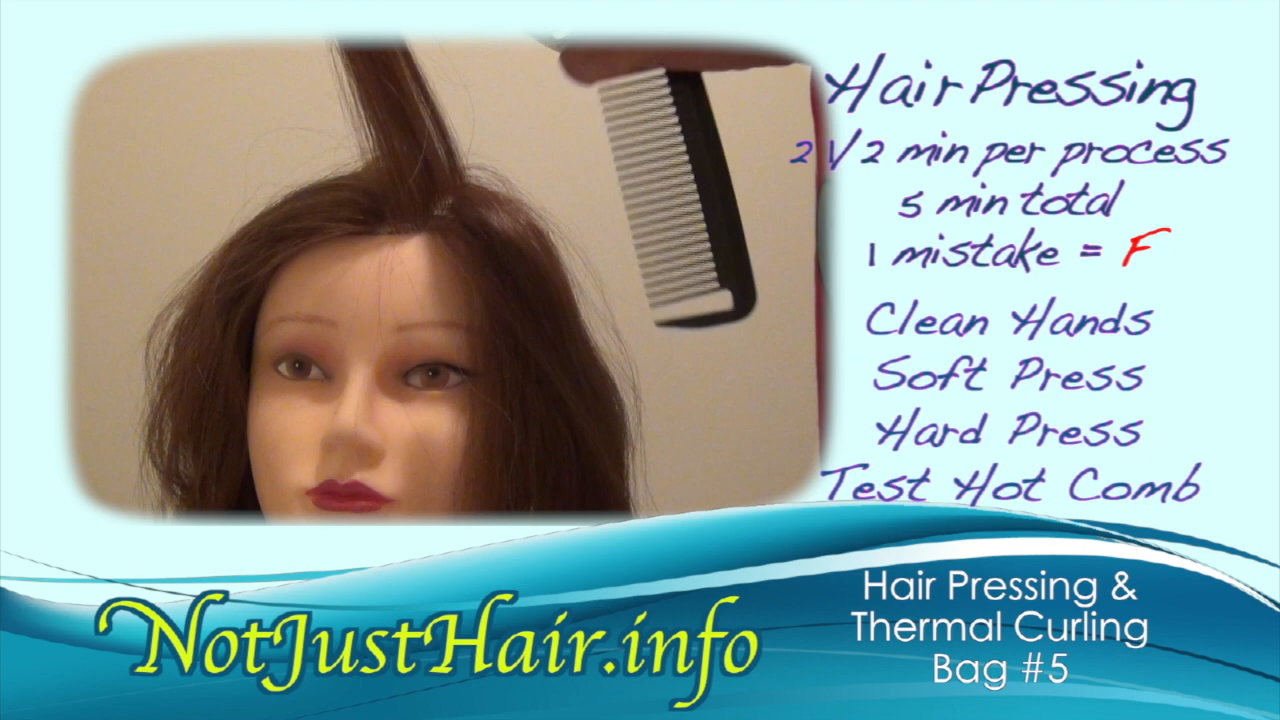 Hair Pressing
2 1/2 min per process
5 min total
1 mistake = F
Clean Hands
Soft Press
Hard Press
Test Hot Comb
NotJustHair.info
Hair Pressing &
Thermal Curling
Bag #5